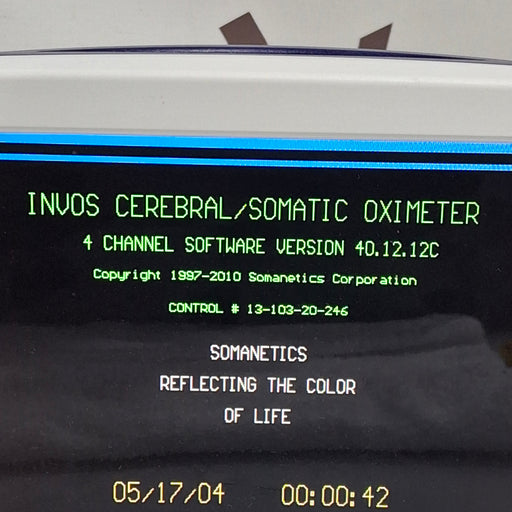 INVOS CEREBRAL/SOMATIC OXIMETER
4 CHANNEL SOFTWARE VERSION 40.12.12C
Copyright 1997-2010 Somanetics Corporation
CONTROL # 13-103-20-246
SOMANETICS
REFLECTING THE COLOR
OF LIFE
05/17/04 00:00:42